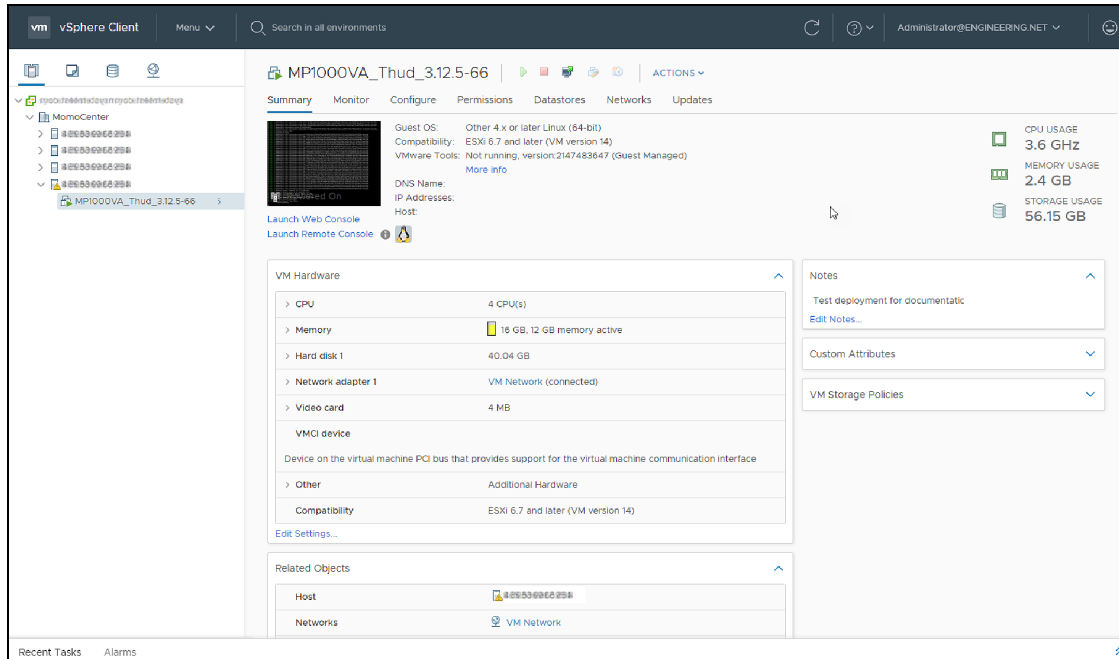 vm vSphere Client Menu Search in all environments Administrator@ENGINEERING.NET
MP1000VA_Thud_3.12.5-66 ACTIONS
Summary Monitor Configure Permissions Datastores Networks Updates
MomoCenter
MP1000VA_Thud_3.12.5-66
Powered On
Guest OS: Other 4.x or later Linux (64-bit)
Compatibility: ESXi 6.7 and later (VM version 14)
VMware Tools: Not running, version:2147483647 (Guest Managed)
More info
DNS Name:
IP Addresses:
Host:
Launch Web Console
Launch Remote Console
CPU USAGE
3.6 GHz
MEMORY USAGE
2.4 GB
STORAGE USAGE
56.15 GB
VM Hardware
CPU 4 CPU(s)
Memory 16 GB, 12 GB memory active
Hard disk 1 40.04 GB
Network adapter 1 VM Network (connected)
Video card 4 MB
VMCI device
Device on the virtual machine PCI bus that provides support for the virtual machine communication interface
Other Additional Hardware
Compatibility ESXi 6.7 and later (VM version 14)
Edit Settings...
Notes
Test deployment for documentatic
Edit Notes...
Custom Attributes
VM Storage Policies
Related Objects
Host
Networks VM Network
Recent Tasks Alarms